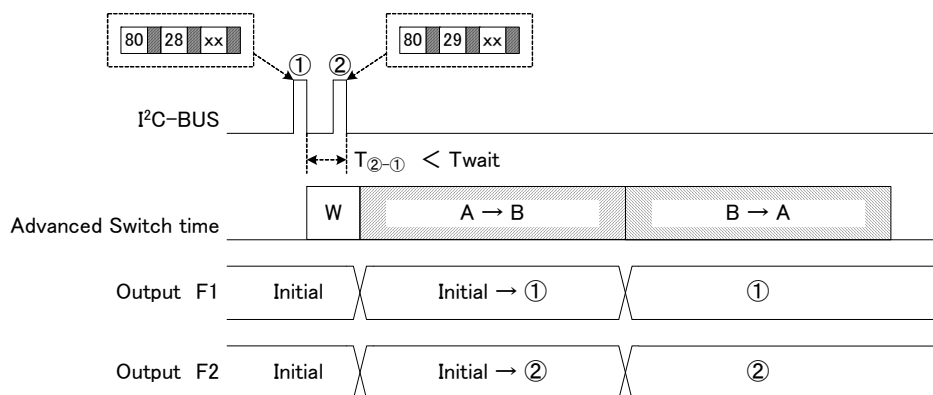 80 28 xx
80 29 xx
① ②
I²C-BUS
T②-① < Twait
Advanced Switch time W A → B B → A
Output F1 Initial Initial → ① ①
Output F2 Initial Initial → ② ②